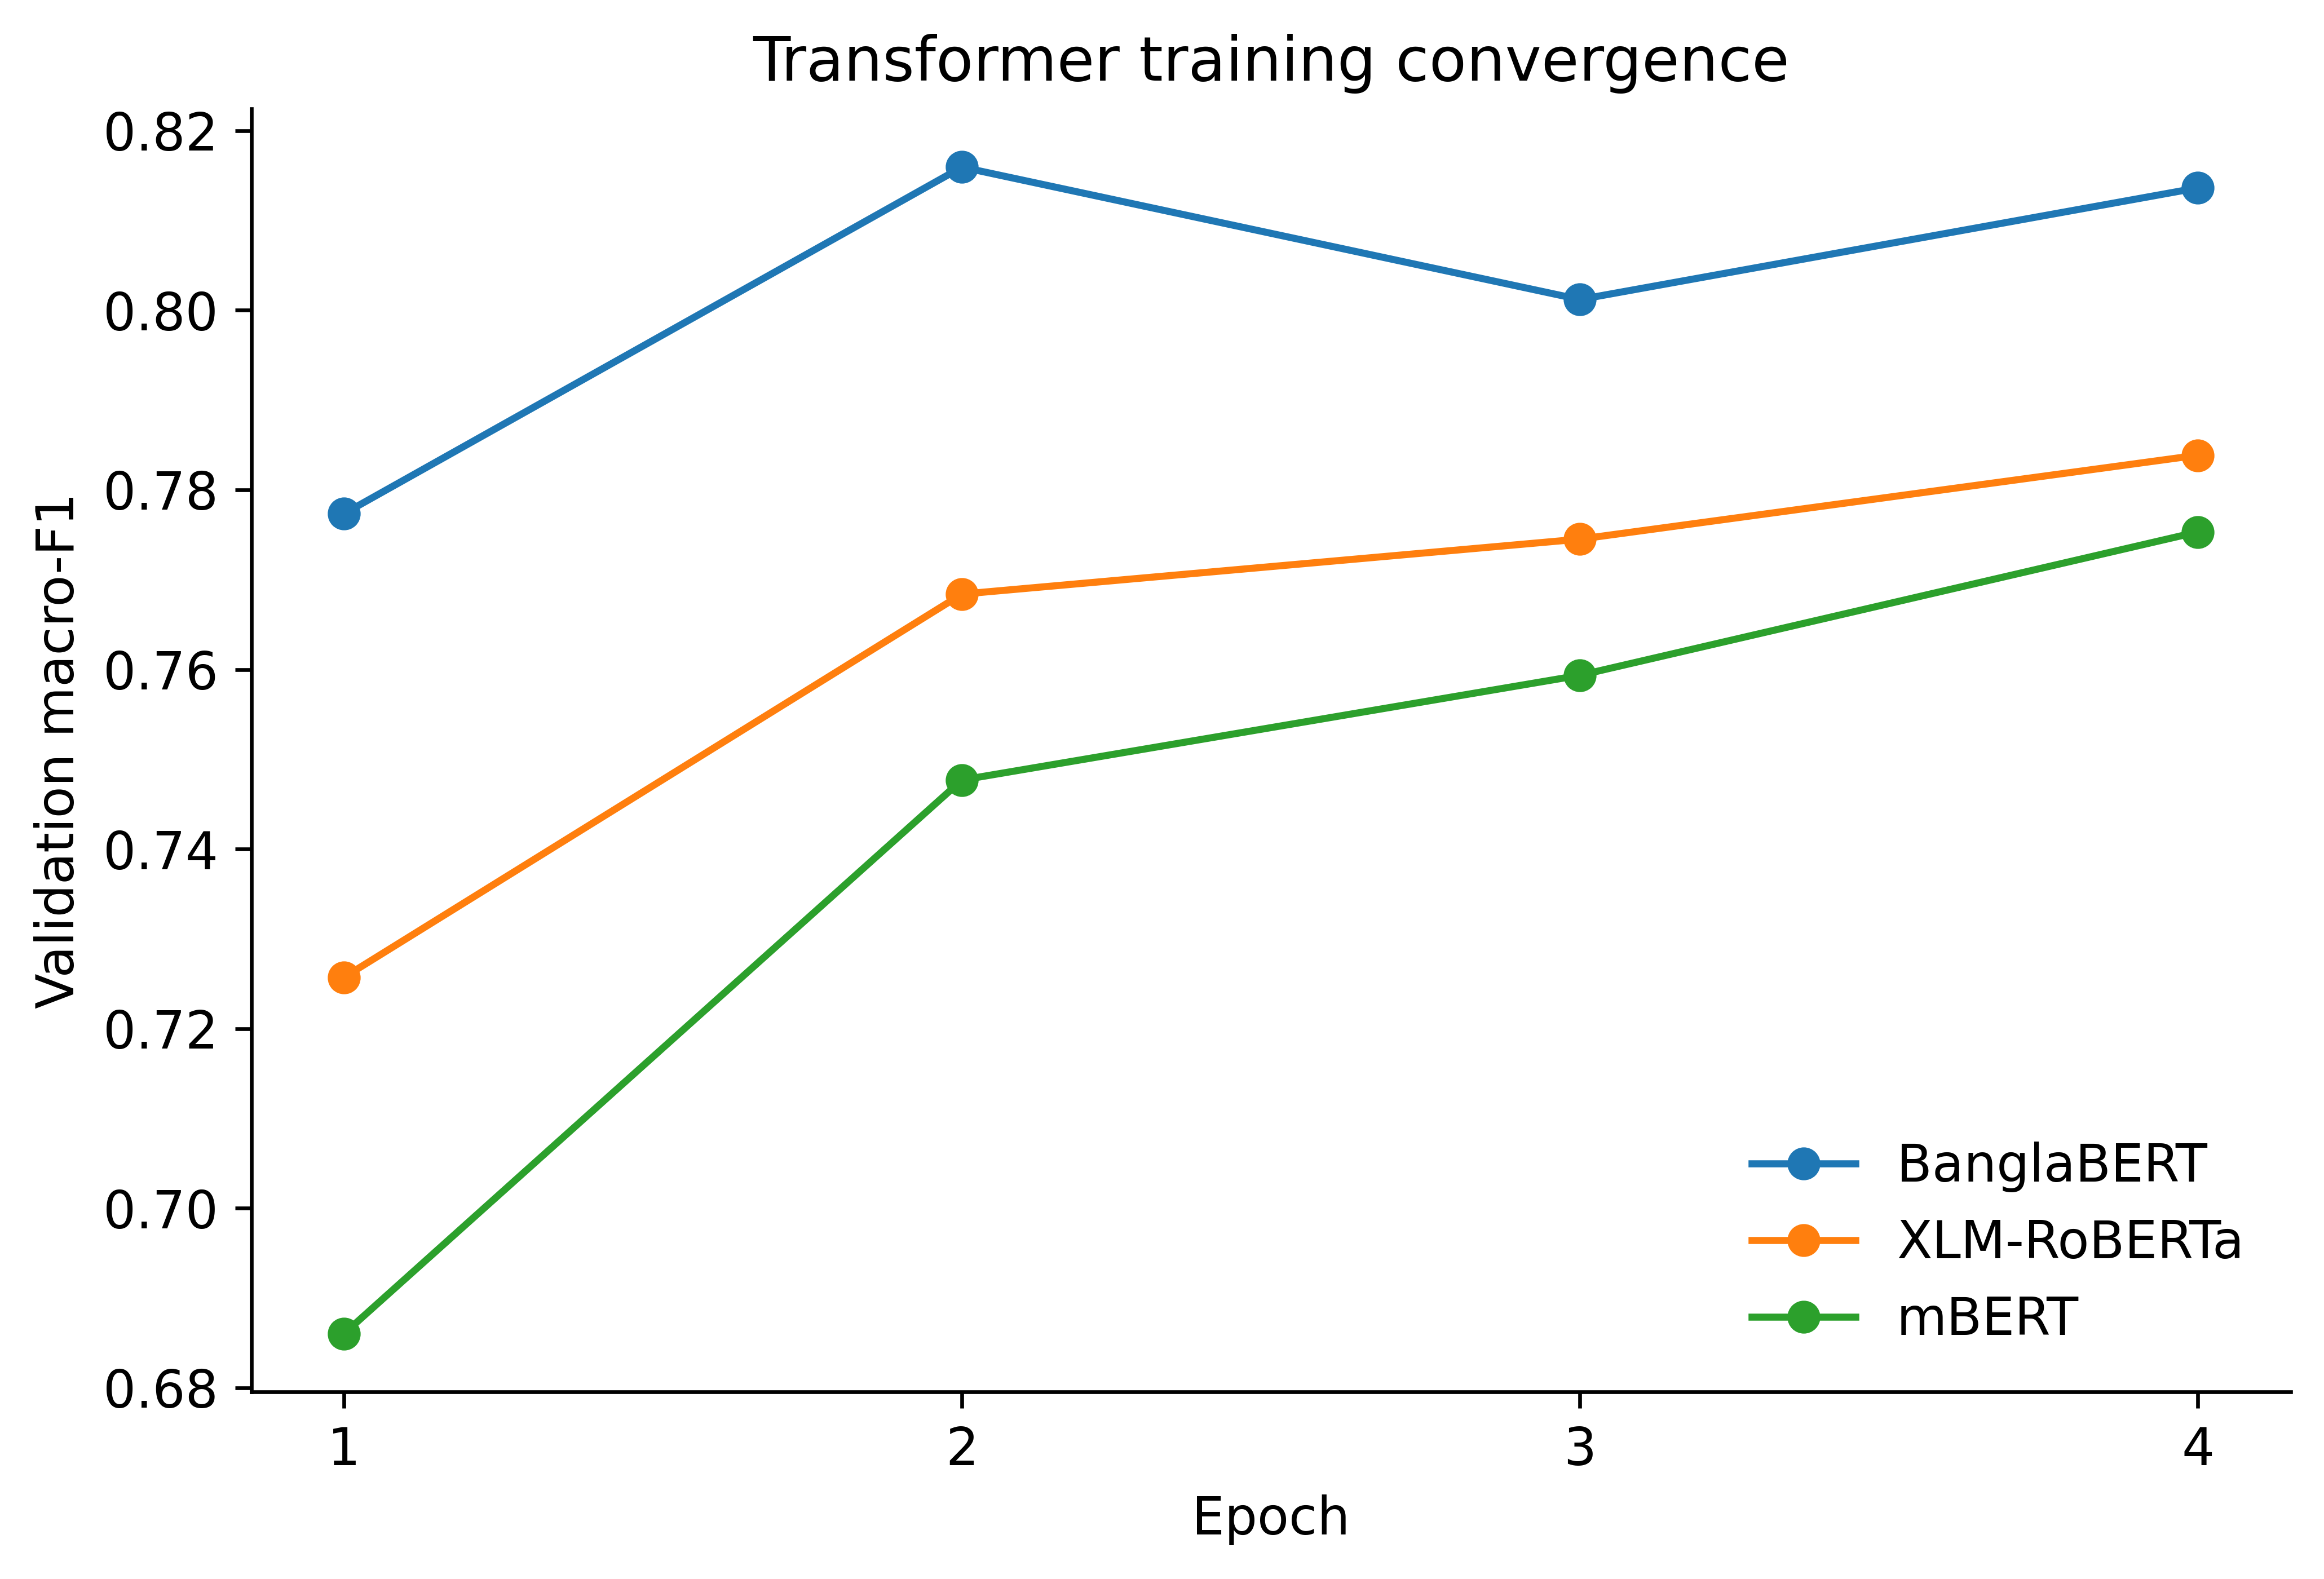 Transformer training convergence
Validation macro-F1
0.82
0.80
0.78
0.76
0.74
0.72
0.70
0.68
1 2 3 4
Epoch
BanglaBERT
XLM-RoBERTa
mBERT